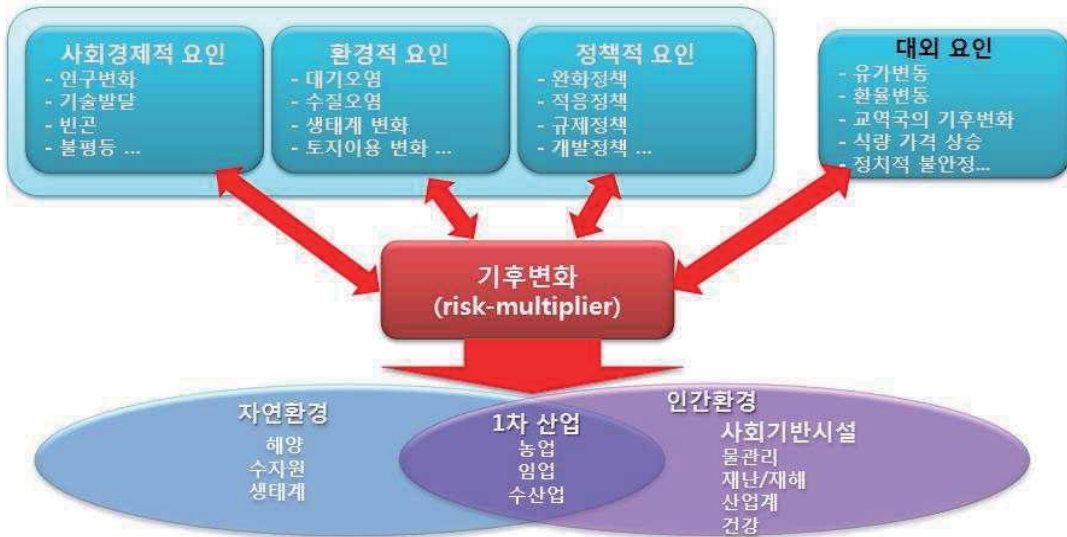 사회경제적 요인
- 인구변화
- 기술발달
- 빈곤
- 불평등 ...
환경적 요인
- 대기오염
- 수질오염
- 생태계 변화
- 토지이용 변화 ...
정책적 요인
- 완화정책
- 적응정책
- 규제정책
- 개발정책 ...
대외 요인
- 유가변동
- 환율변동
- 교역국의 기후변화
- 식량 가격 상승
- 정치적 불안정...
기후변화
(risk-multiplier)
자연환경
해양
수자원
생태계
1차 산업
농업
임업
수산업
인간환경
사회기반시설
물관리
재난/재해
산업계
건강